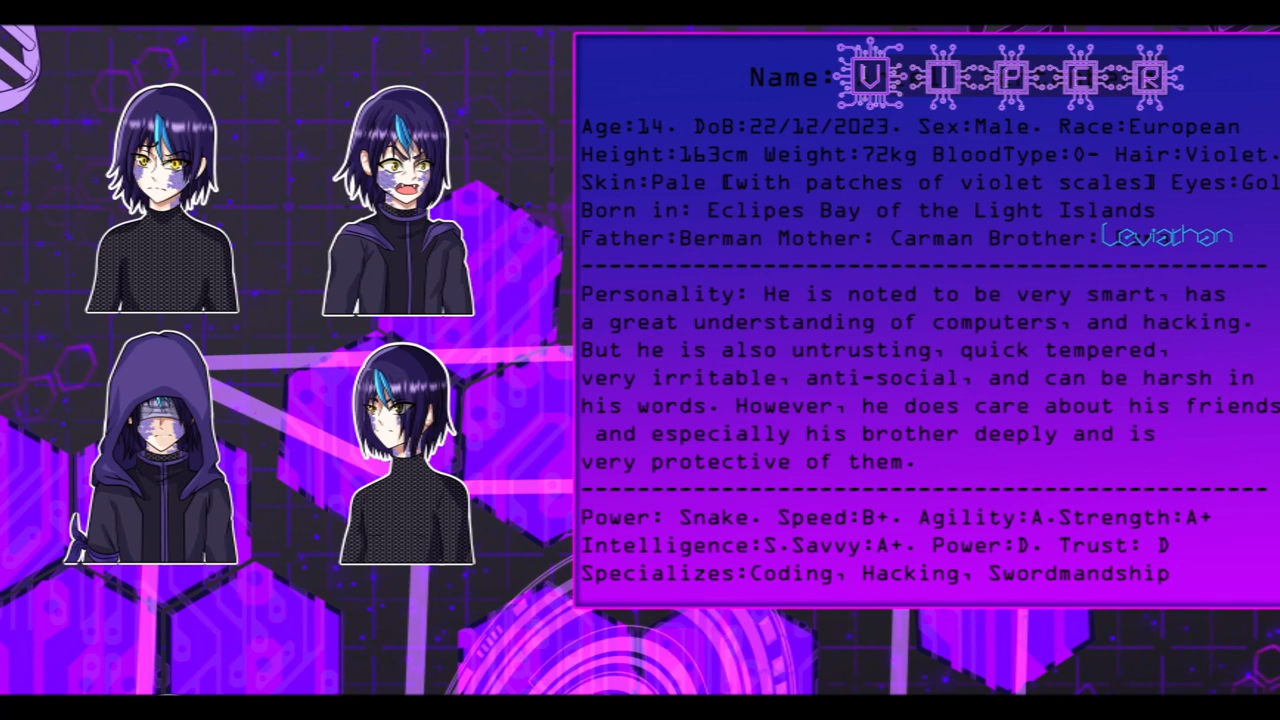 Name: VIPER
Age:14. DoB:22/12/2023. Sex:Male. Race:European
Height:163cm Weight:72kg BloodType:O- Hair:Violet.
Skin:Pale [with patches of violet scales] Eyes:Gol
Born in: Eclipes Bay of the Light Islands
Father:Berman Mother: Carman Brother:Leviathan
Personality: He is noted to be very smart, has
a great understanding of computers, and hacking.
But he is also untrusting, quick tempered,
very irritable, anti-social, and can be harsh in
his words. However, he does care about his friends
and especially his brother deeply and is
very protective of them.
Power: Snake. Speed:B+. Agility:A.Strength:A+
Intelligence:S.Savvy:A+. Power:D. Trust: D
Specializes:Coding, Hacking, Swordmandship